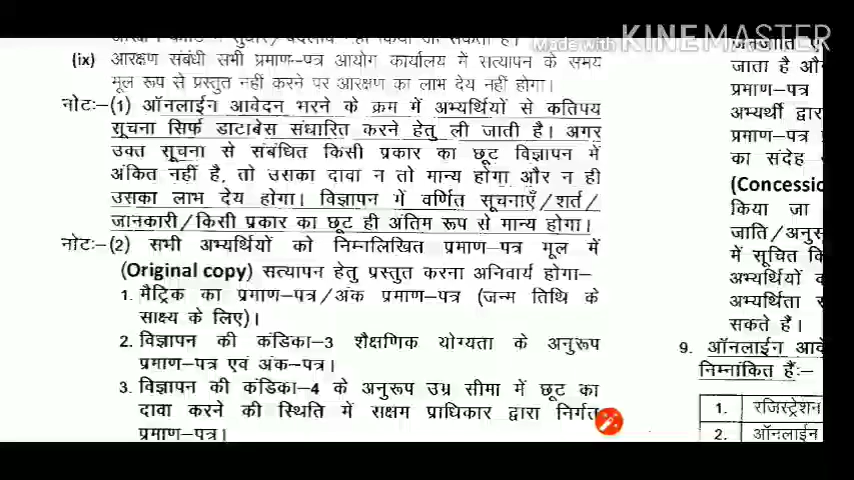 Made with KINEMASTER
(ix) आरक्षण संबंधी सभी प्रमाण–पत्र आयोग कार्यालय में सत्यापन के समय
मूल रूप से प्रस्तुत नहीं करने पर आरक्षण का लाभ देय नहीं होगा।
नोटः–(1) ऑनलाईन आवेदन भरने के क्रम में अभ्यर्थियों से कतिपय
सूचना सिर्फ डाटाबेस संधारित करने हेतु ली जाती है। अगर
उक्त सूचना से संबंधित किसी प्रकार का छूट विज्ञापन में
अंकित नहीं है, तो उसका दावा न तो मान्य होगा और न ही
उसका लाभ देय होगा। विज्ञापन में वर्णित सूचनाएँ/शर्त/
जानकारी/किसी प्रकार का छूट ही अंतिम रूप से मान्य होगा।
नोटः–(2) सभी अभ्यर्थियों को निम्नलिखित प्रमाण–पत्र मूल में
(Original copy) सत्यापन हेतु प्रस्तुत करना अनिवार्य होगा–
1. मैट्रिक का प्रमाण–पत्र/अंक प्रमाण–पत्र (जन्म तिथि के
साक्ष्य के लिए)।
2. विज्ञापन की कंडिका–3 शैक्षणिक योग्यता के अनुरूप
प्रमाण–पत्र एवं अंक–पत्र।
3. विज्ञापन की कंडिका–4 के अनुरूप उम्र सीमा में छूट का
दावा करने की स्थिति में सक्षम प्राधिकार द्वारा निर्गत
प्रमाण–पत्र।
जाता है और
प्रमाण–पत्र
अभ्यर्थी द्वार
प्रमाण–पत्र
का संदेह
(Concessio
किया जा
जाति/अनुसू
में सूचित कि
अभ्यर्थियों
अभ्यर्थिता
सकते हैं।
9. ऑनलाईन आवे
निम्नांकित हैं:–
1. रजिस्ट्रेशन
2. ऑनलाईन